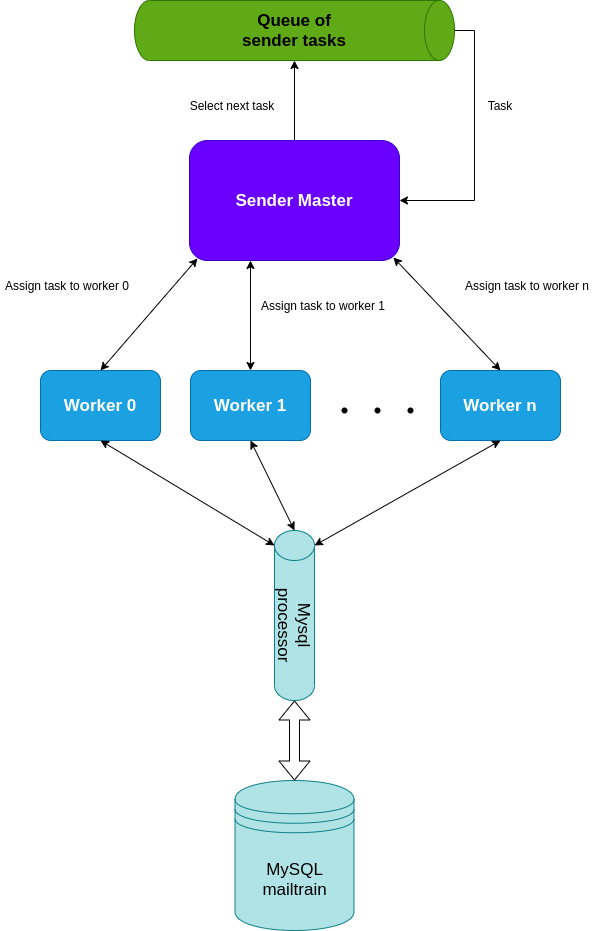 Queue of
sender tasks
Select next task
Task
Sender Master
Assign task to worker 0
Assign task to worker 1
Assign task to worker n
Worker 0
Worker 1
Worker n
Mysql
processor
MySQL
mailtrain